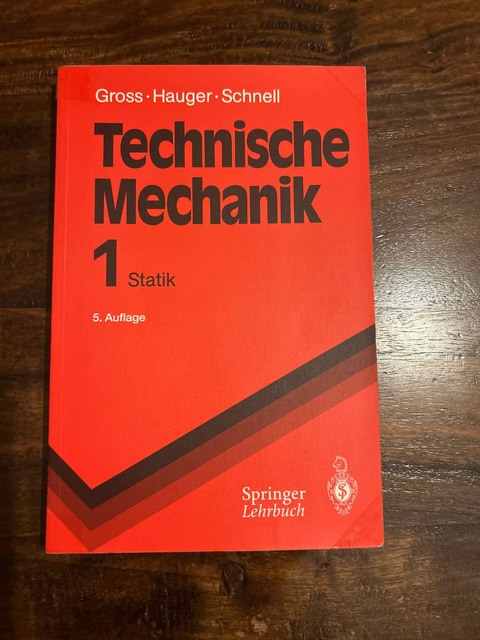 Gross · Hauger · Schnell
Technische
Mechanik
1 Statik
5. Auflage
Springer
Lehrbuch
S